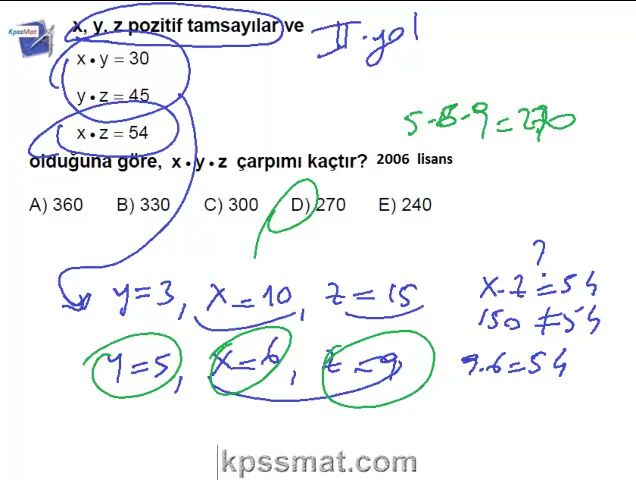 KpssMat
x, y, z pozitif tamsayılar ve
II. yol
x • y = 30
y • z = 45
x • z = 54
5-6-9=270
olduğuna göre, x • y • z çarpımı kaçtır? 2006 lisans
A) 360 B) 330 C) 300 D) 270 E) 240
?
y=3, x=10, z=15 x-z=54
150 ≠54
y=5, x=6, z=9 9.6=54
kpssmat.com